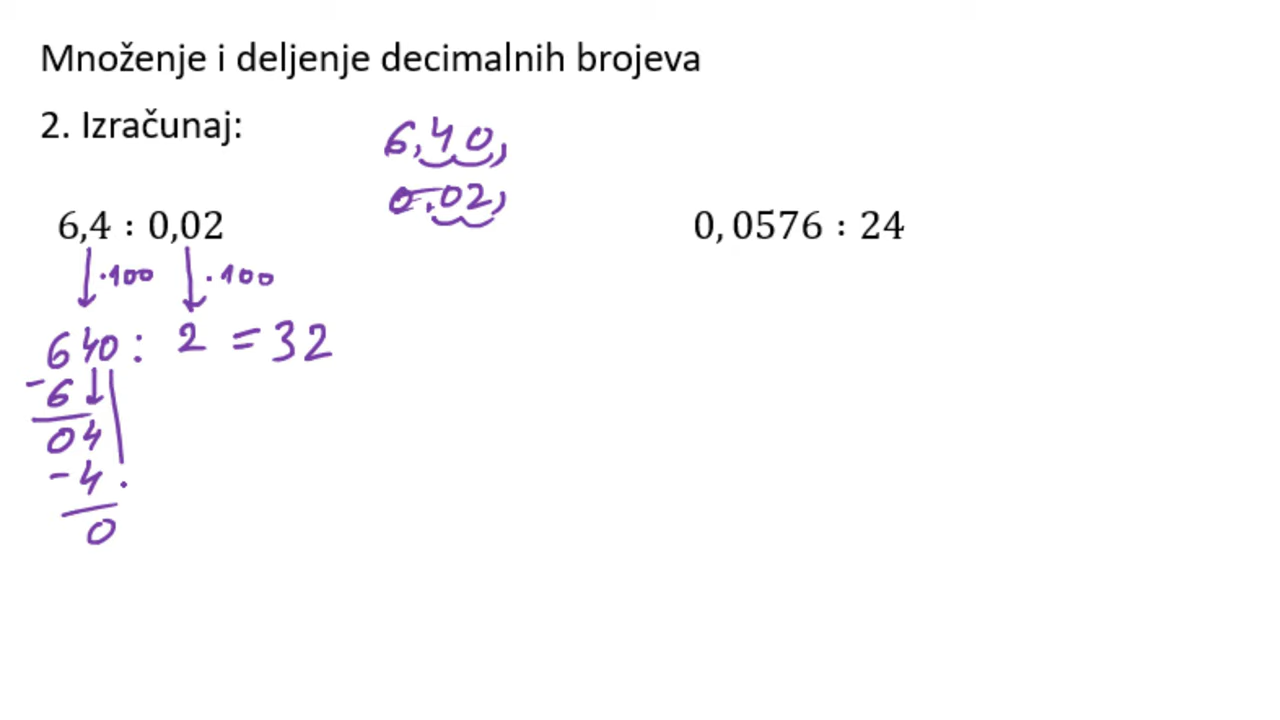 Množenje i deljenje decimalnih brojeva
2. Izračunaj:
6,40,
0.02,
6,4 : 0,02
·100 ·100
640 : 2 = 32
-6
04
-4
0
0, 0576 : 24